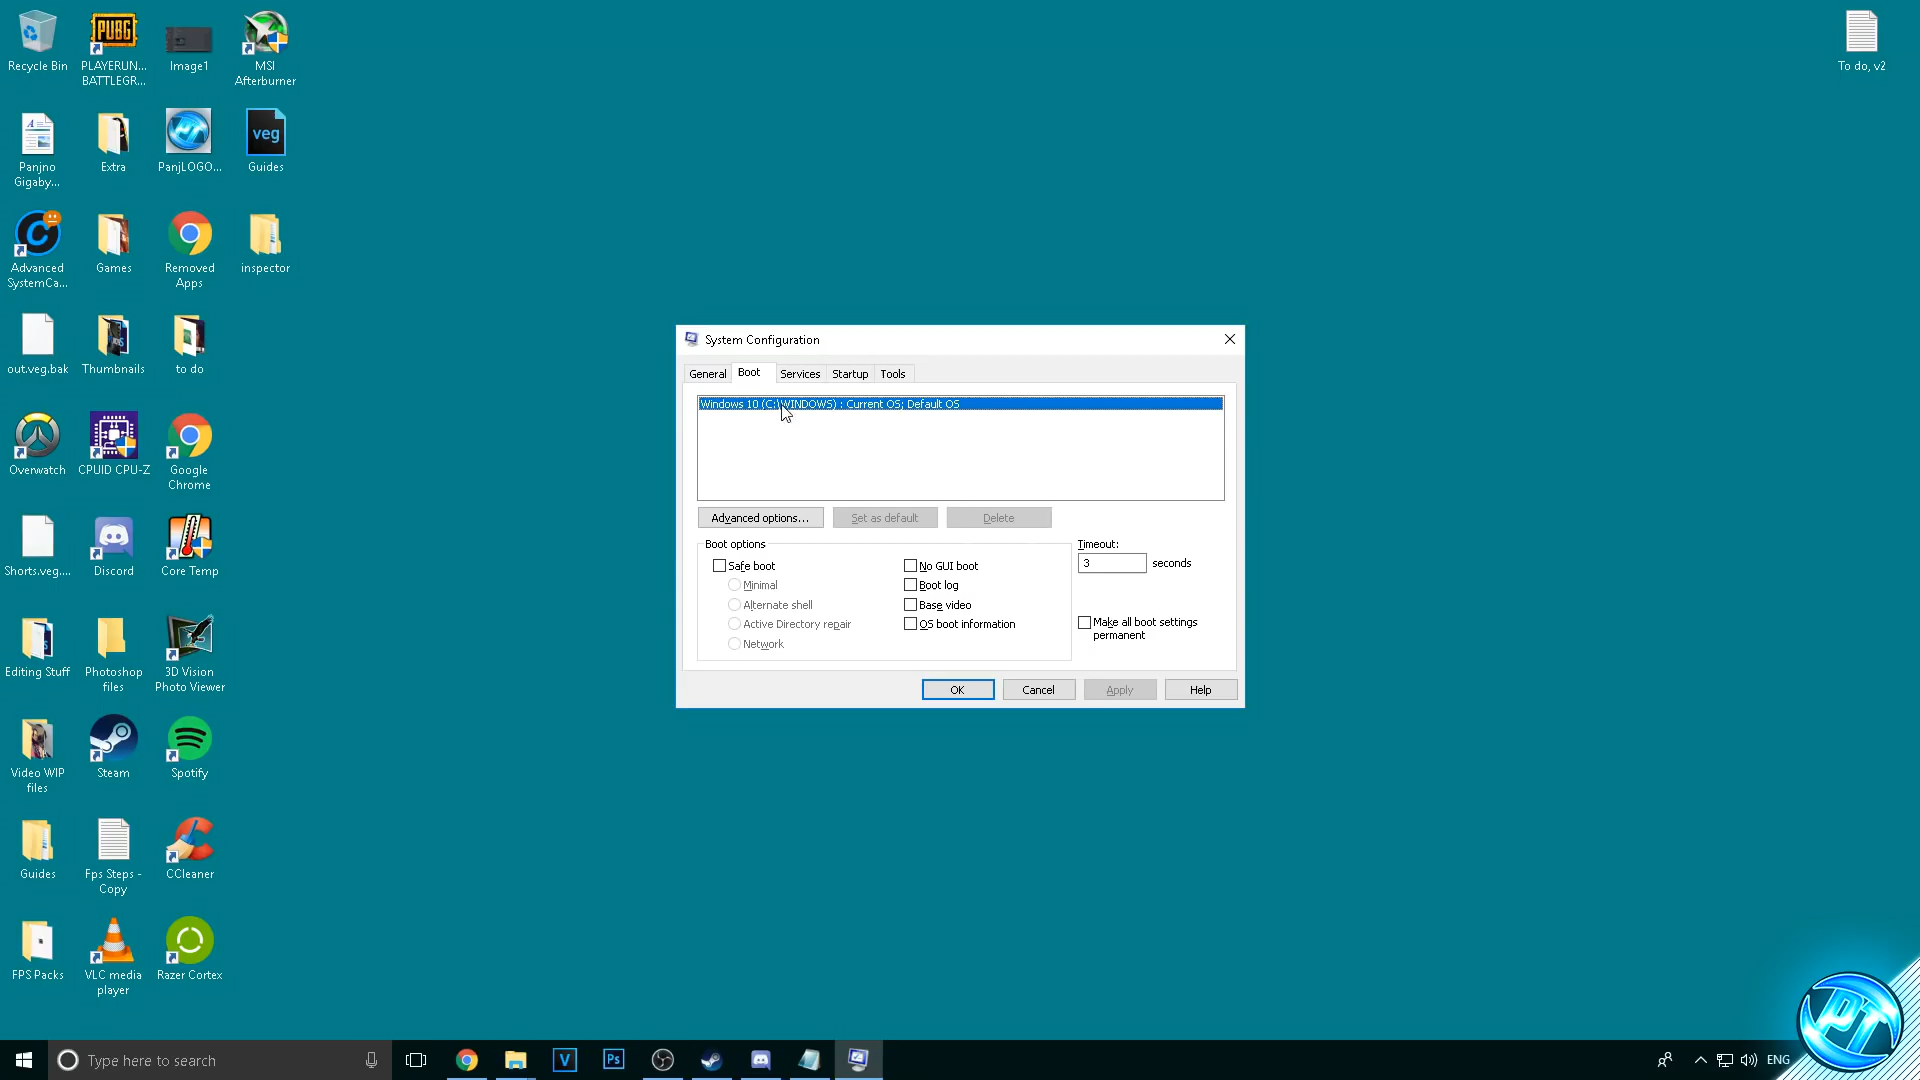 Recycle Bin
PLAYERUN...
BATTLEGR...
Image1
MSI
Afterburner
To do, v2
Panjno
Gigaby...
Extra
PanjLOGO...
Guides
Advanced
SystemCa...
Games
Removed
Apps
inspector
out.veg.bak
Thumbnails
to do
Overwatch
CPUID CPU-Z
Google
Chrome
Shorts.veg....
Discord
Core Temp
Editing Stuff
Photoshop
files
3D Vision
Photo Viewer
Video WIP
files
Steam
Spotify
Guides
Fps Steps -
Copy
CCleaner
FPS Packs
VLC media
player
Razer Cortex
PUBG
veg
System Configuration
General
Boot
Services
Startup
Tools
Windows 10 (C:\WINDOWS) : Current OS; Default OS
Advanced options...
Set as default
Delete
Boot options
Safe boot
Minimal
Alternate shell
Active Directory repair
Network
No GUI boot
Boot log
Base video
OS boot information
Timeout:
3
seconds
Make all boot settings
permanent
OK
Cancel
Apply
Help
Type here to search
V
Ps
ENG
PT